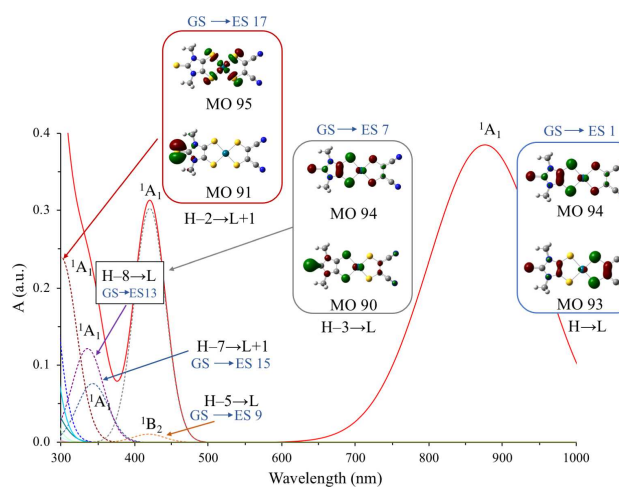 GS → ES 17
MO 95
MO 91
H–2→L+1
GS → ES 7
MO 94
MO 90
H–3→L
GS → ES 1
MO 94
MO 93
H→L
¹A₁
¹A₁
¹A₁
H–8→L
GS→ES13
¹A₁
H–7→L+1
GS → ES 15
¹A₁
H–5→L
GS → ES 9
¹B₂
A (a.u.)
0.4
0.3
0.2
0.1
0.0
300 400 500 600 700 800 900 1000
Wavelength (nm)